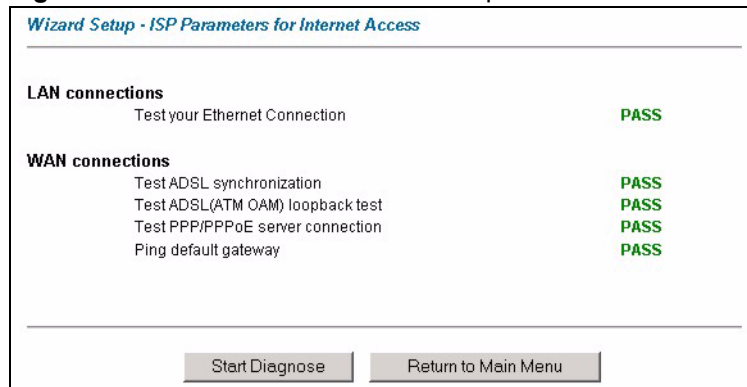 Wizard Setup - ISP Parameters for Internet Access
LAN connections
Test your Ethernet Connection PASS
WAN connections
Test ADSL synchronization PASS
Test ADSL(ATM OAM) loopback test PASS
Test PPP/PPPoE server connection PASS
Ping default gateway PASS
Start Diagnose Return to Main Menu